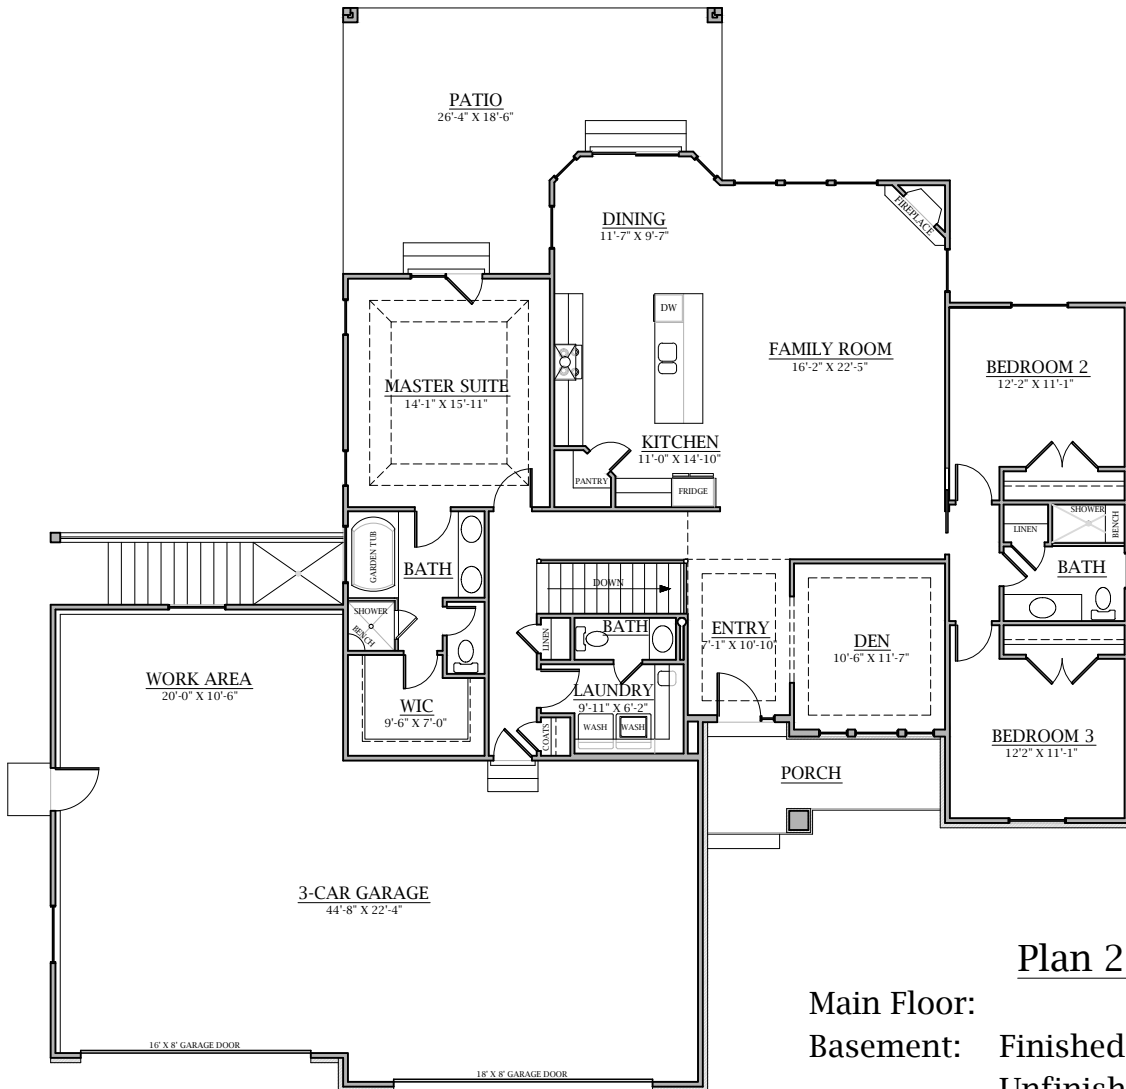 PATIO
26'-4" X 18'-6"
DINING
11'-7" X 9'-7"
FIREPLACE
DW
FAMILY ROOM
16'-2" X 22'-5"
BEDROOM 2
12'-2" X 11'-1"
MASTER SUITE
14'-1" X 15'-11"
KITCHEN
11'-0" X 14'-10"
PANTRY
FRIDGE
SHOWER
BENCH
LINEN
GARDEN TUB
BATH
BATH
DOWN
SHOWER
BENCH
LINEN
BATH
ENTRY
7'-1" X 10'-10"
DEN
10'-6" X 11'-7"
WORK AREA
20'-0" X 10'-6"
WIC
9'-6" X 7'-0"
LAUNDRY
9'-11" X 6'-2"
WASH
WASH
COATS
BEDROOM 3
12'2" X 11'-1"
PORCH
3-CAR GARAGE
44'-8" X 22'-4"
16' X 8' GARAGE DOOR
18' X 8' GARAGE DOOR
Plan 2
Main Floor:
Basement: Finished
Unfinish